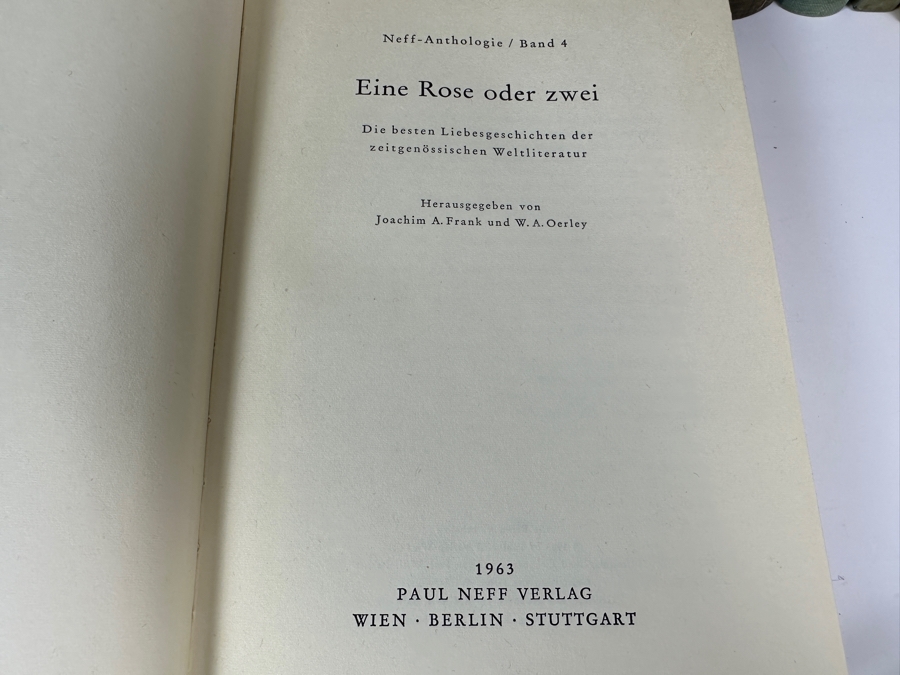 Neff-Anthologie / Band 4
Eine Rose oder zwei
Die besten Liebesgeschichten der
zeitgenössischen Weltliteratur
Herausgegeben von
Joachim A. Frank und W. A. Oerley
1963
PAUL NEFF VERLAG
WIEN · BERLIN · STUTTGART